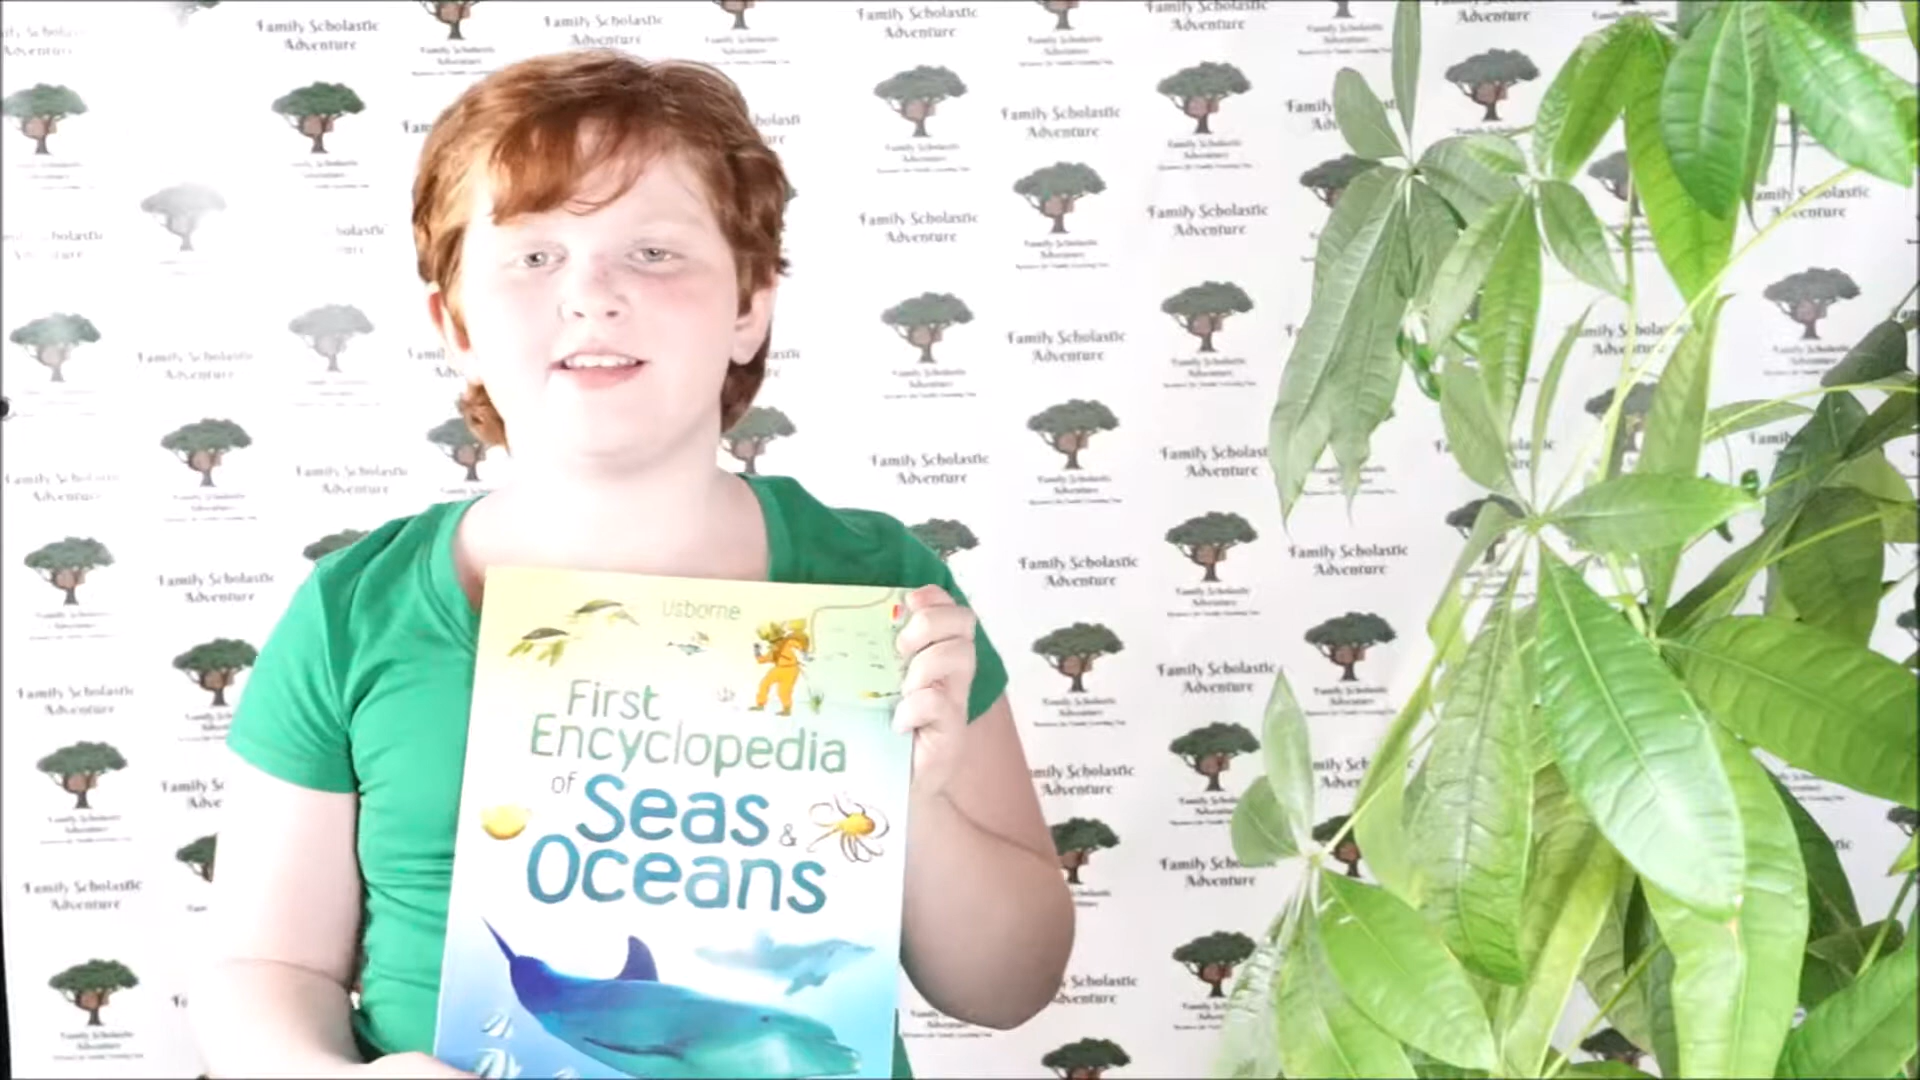 Family Scholastic
Adventure
Usborne
First
Encyclopedia
of Seas &
Oceans